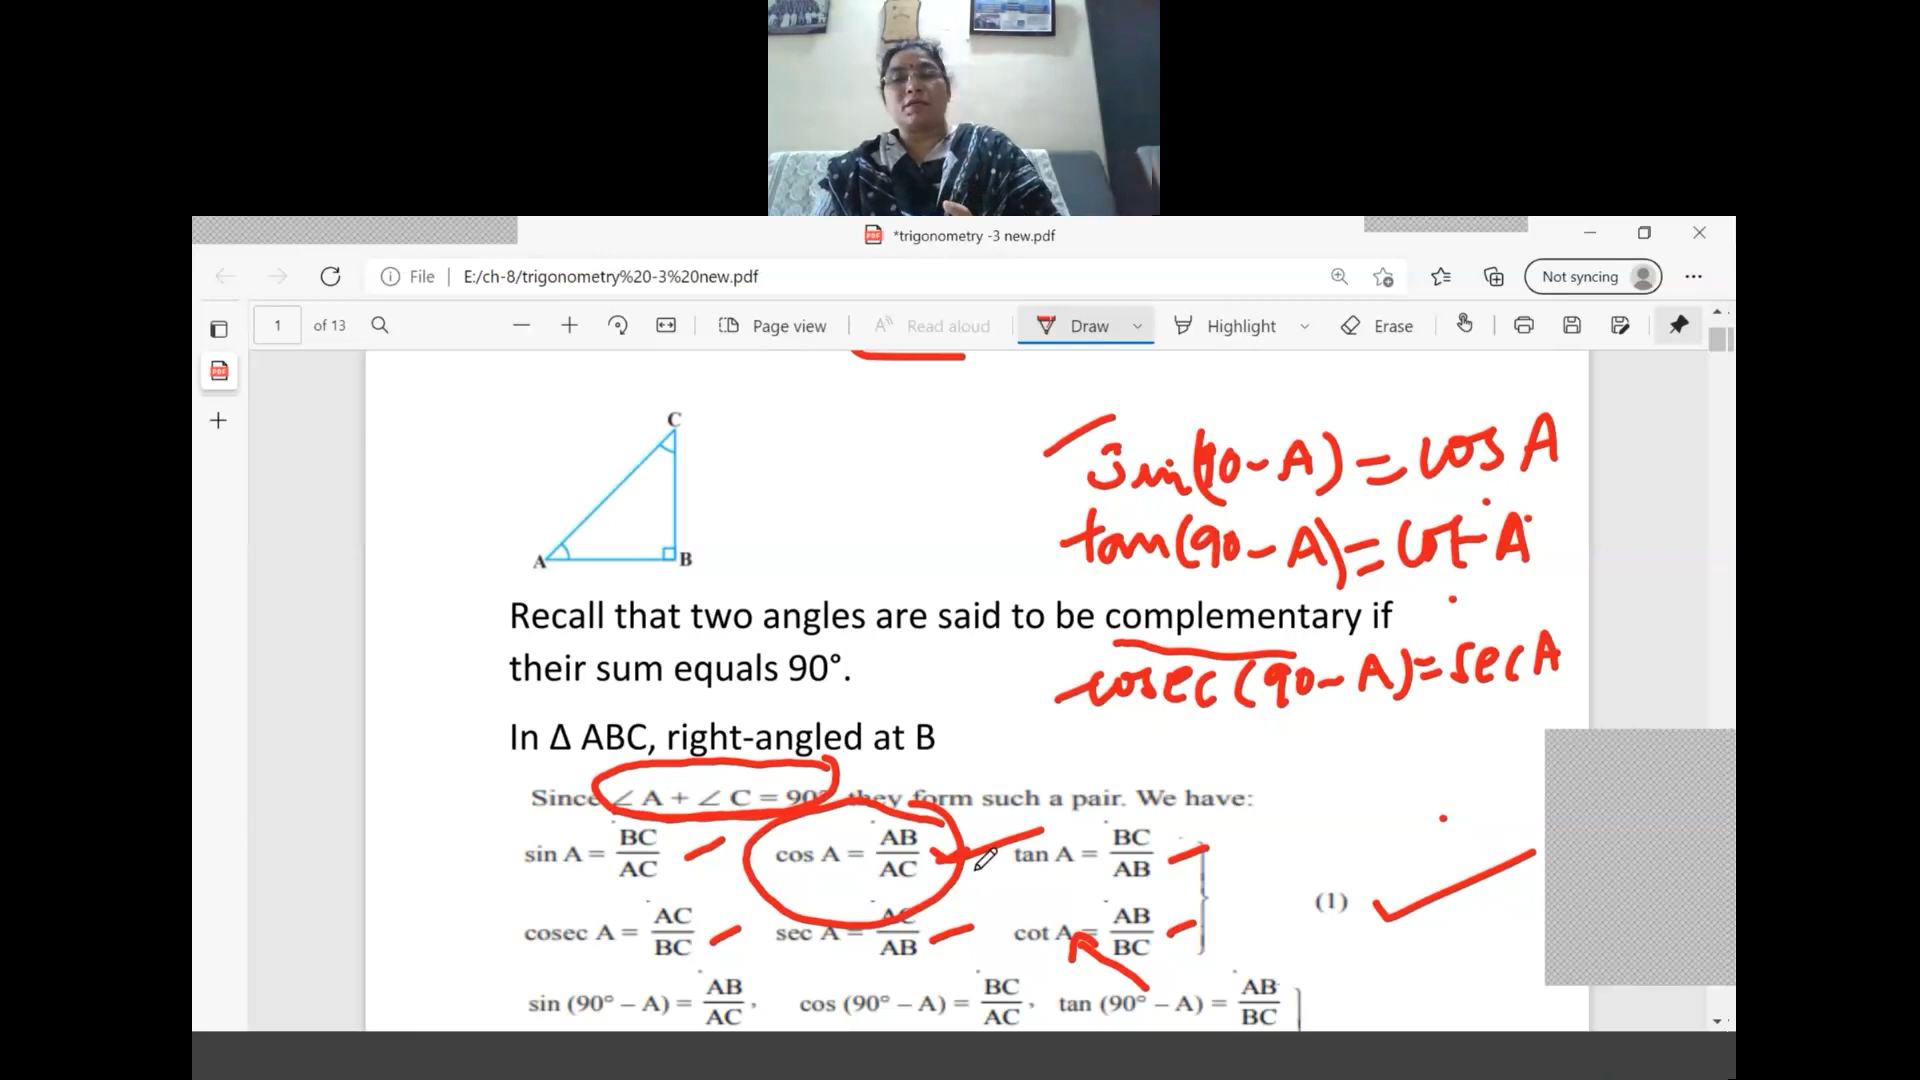 *trigonometry -3 new.pdf
File | E:/ch-8/trigonometry%20-3%20new.pdf
Not syncing
1 of 13
Page view
Read aloud
Draw
Highlight
Erase
C
A
B
sin(90-A) = cos A
tan(90-A) = cot A
Recall that two angles are said to be complementary if
their sum equals 90°.
cosec(90-A) = sec A
In Δ ABC, right-angled at B
Since ∠ A + ∠ C = 90°, they form such a pair. We have:
sin A = BC/AC cos A = AB/AC tan A = BC/AB
cosec A = AC/BC sec A = AC/AB cot A = AB/BC (1)
sin (90° – A) = AB/AC, cos (90° – A) = BC/AC, tan (90° – A) = AB/BC